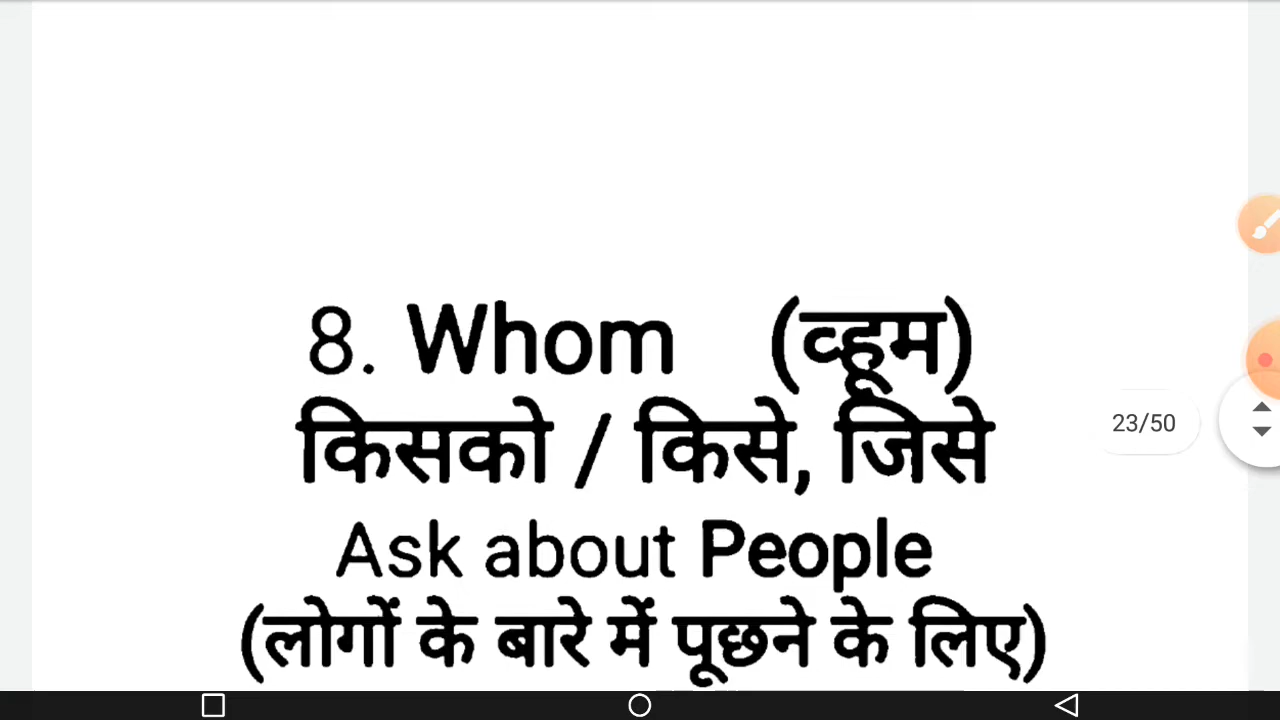 8. Whom (व्हूम)
किसको / किसे, जिसे
Ask about People
(लोगों के बारे में पूछने के लिए)
23/50